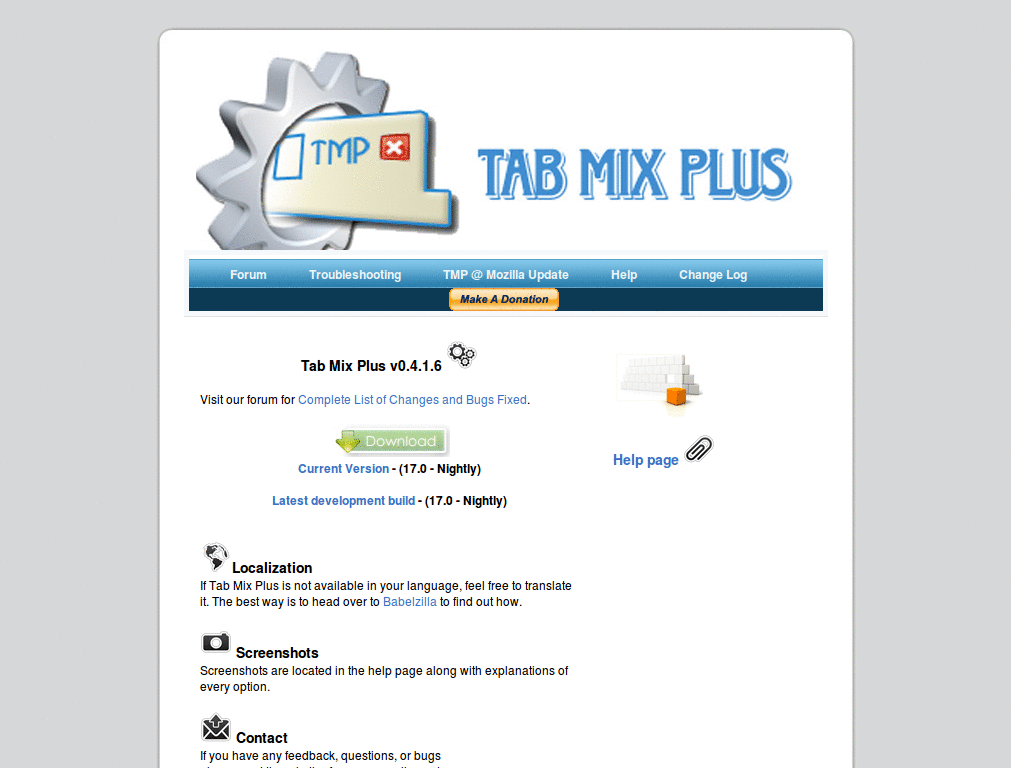 TMP
TAB MIX PLUS
Forum Troubleshooting TMP @ Mozilla Update Help Change Log
Make A Donation
Tab Mix Plus v0.4.1.6
Visit our forum for Complete List of Changes and Bugs Fixed.
Download
Current Version - (17.0 - Nightly)
Latest development build - (17.0 - Nightly)
Help page
Localization
If Tab Mix Plus is not available in your language, feel free to translate
it. The best way is to head over to Babelzilla to find out how.
Screenshots
Screenshots are located in the help page along with explanations of
every option.
Contact
If you have any feedback, questions, or bugs